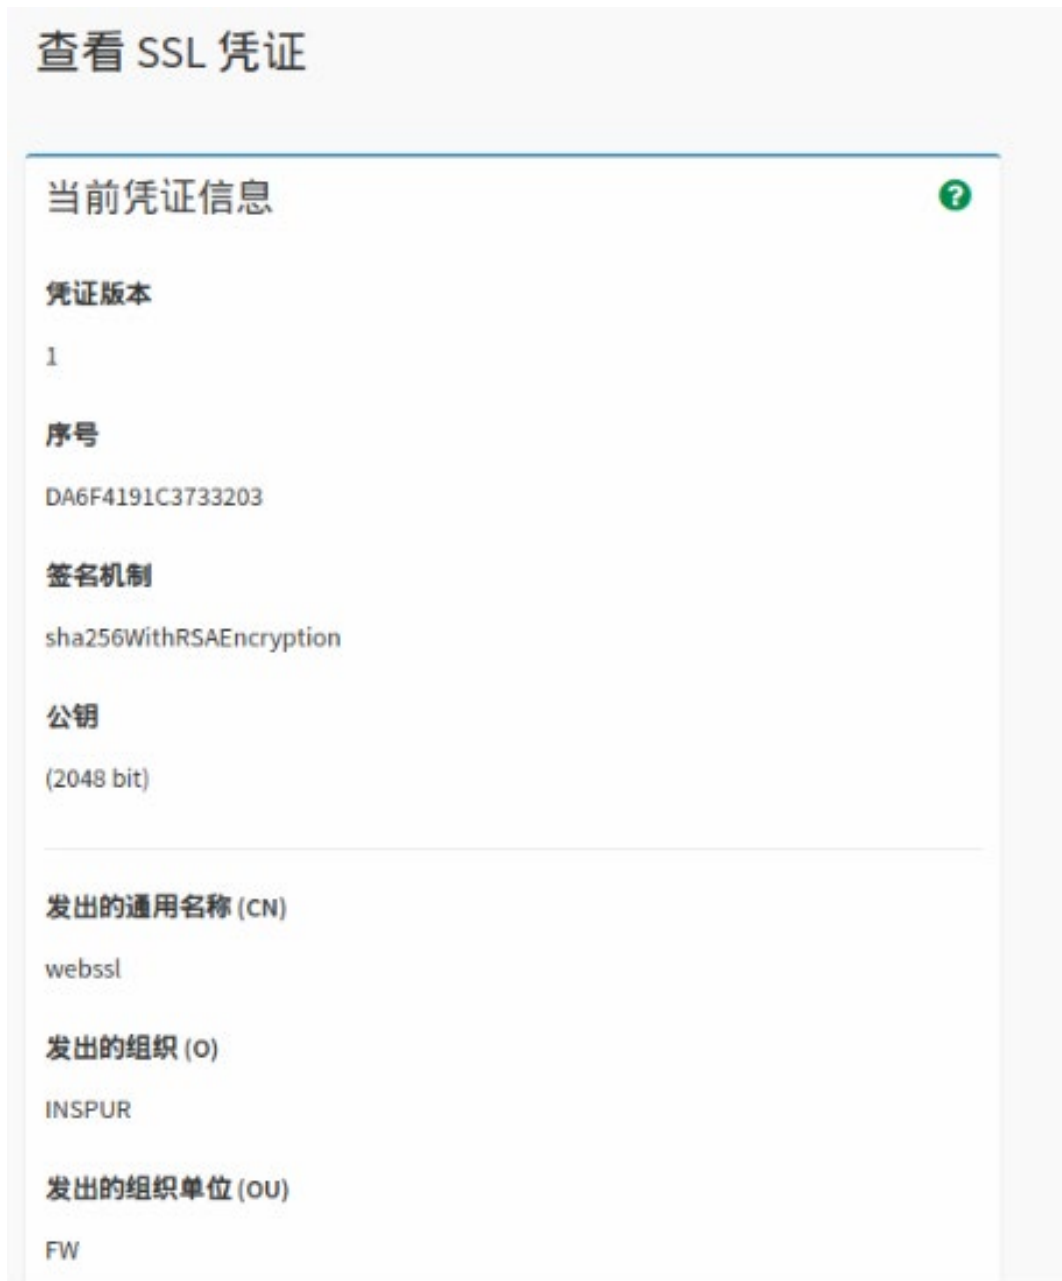 查看 SSL 凭证
当前凭证信息
凭证版本
1
序号
DA6F4191C3733203
签名机制
sha256WithRSAEncryption
公钥
(2048 bit)
发出的通用名称 (CN)
webssl
发出的组织 (O)
INSPUR
发出的组织单位 (OU)
FW